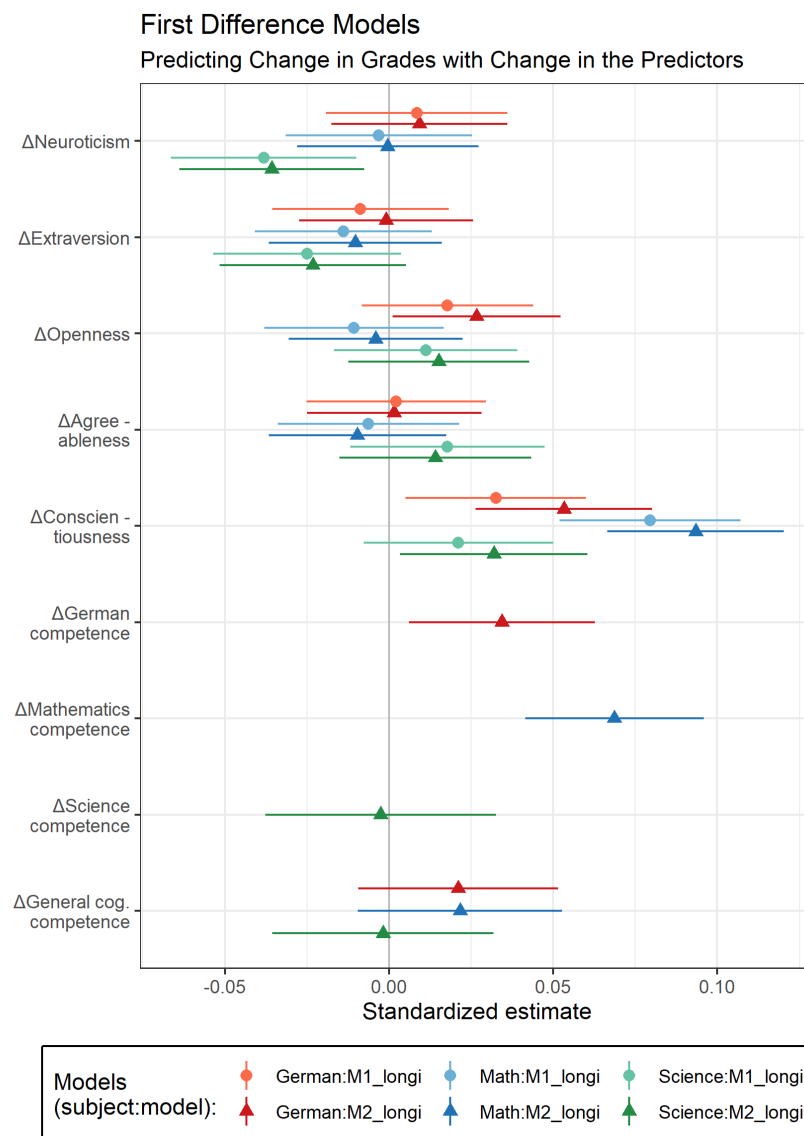 First Difference Models
Predicting Change in Grades with Change in the Predictors
ΔNeuroticism
ΔExtraversion
ΔOpenness
ΔAgree -
ableness
ΔConscien -
tiousness
ΔGerman
competence
ΔMathematics
competence
ΔScience
competence
ΔGeneral cog.
competence
-0.05 0.00 0.05 0.10
Standardized estimate
Models
(subject:model):
German:M1_longi Math:M1_longi Science:M1_longi
German:M2_longi Math:M2_longi Science:M2_longi